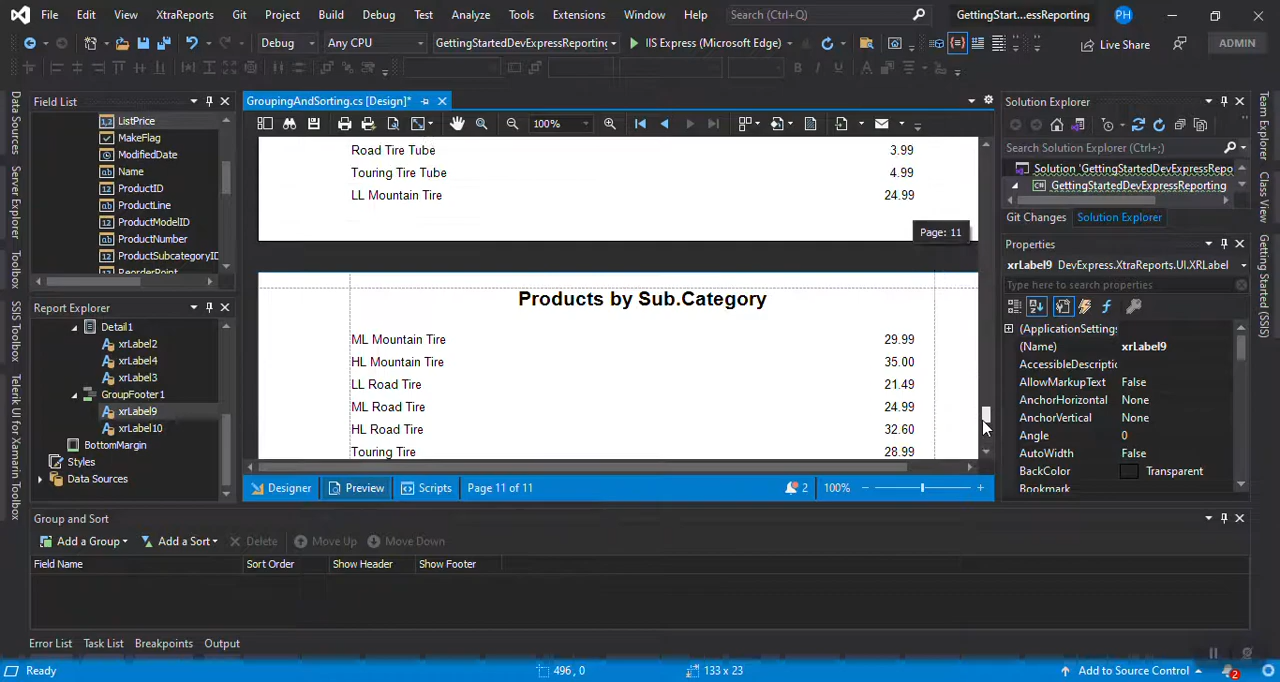 File Edit View XtraReports Git Project Build Debug Test Analyze Tools Extensions Window Help Search (Ctrl+Q) GettingStart...essReporting PH
Debug Any CPU GettingStartedDevExpressReporting IIS Express (Microsoft Edge) Live Share ADMIN
Data Sources
Server Explorer
Toolbox
SSIS Toolbox
Telerik UI for Xamarin Toolbox
Field List
ListPrice
MakeFlag
ModifiedDate
Name
ProductID
ProductLine
ProductModelID
ProductNumber
ProductSubcategoryID
ReorderPoint
Report Explorer
Detail1
xrLabel2
xrLabel4
xrLabel3
GroupFooter1
xrLabel9
xrLabel10
BottomMargin
Styles
Data Sources
GroupingAndSorting.cs [Design]*
100%
Road Tire Tube 3.99
Touring Tire Tube 4.99
LL Mountain Tire 24.99
Page: 11
Products by Sub.Category
ML Mountain Tire 29.99
HL Mountain Tire 35.00
LL Road Tire 21.49
ML Road Tire 24.99
HL Road Tire 32.60
Touring Tire 28.99
Designer Preview Scripts Page 11 of 11 2 100%
Solution Explorer
Search Solution Explorer (Ctrl+;)
Solution 'GettingStartedDevExpressRepo
GettingStartedDevExpressReporting
Git Changes Solution Explorer
Properties
xrLabel9 DevExpress.XtraReports.UI.XRLabel
Type here to search properties
(ApplicationSettings
(Name) xrLabel9
AccessibleDescriptic
AllowMarkupText False
AnchorHorizontal None
AnchorVertical None
Angle 0
AutoWidth False
BackColor Transparent
Bookmark
Team Explorer
Class View
Getting Started (SSIS)
Group and Sort
Add a Group Add a Sort Delete Move Up Move Down
Field Name Sort Order Show Header Show Footer
Error List Task List Breakpoints Output
Ready 496 , 0 133 x 23 Add to Source Control 2